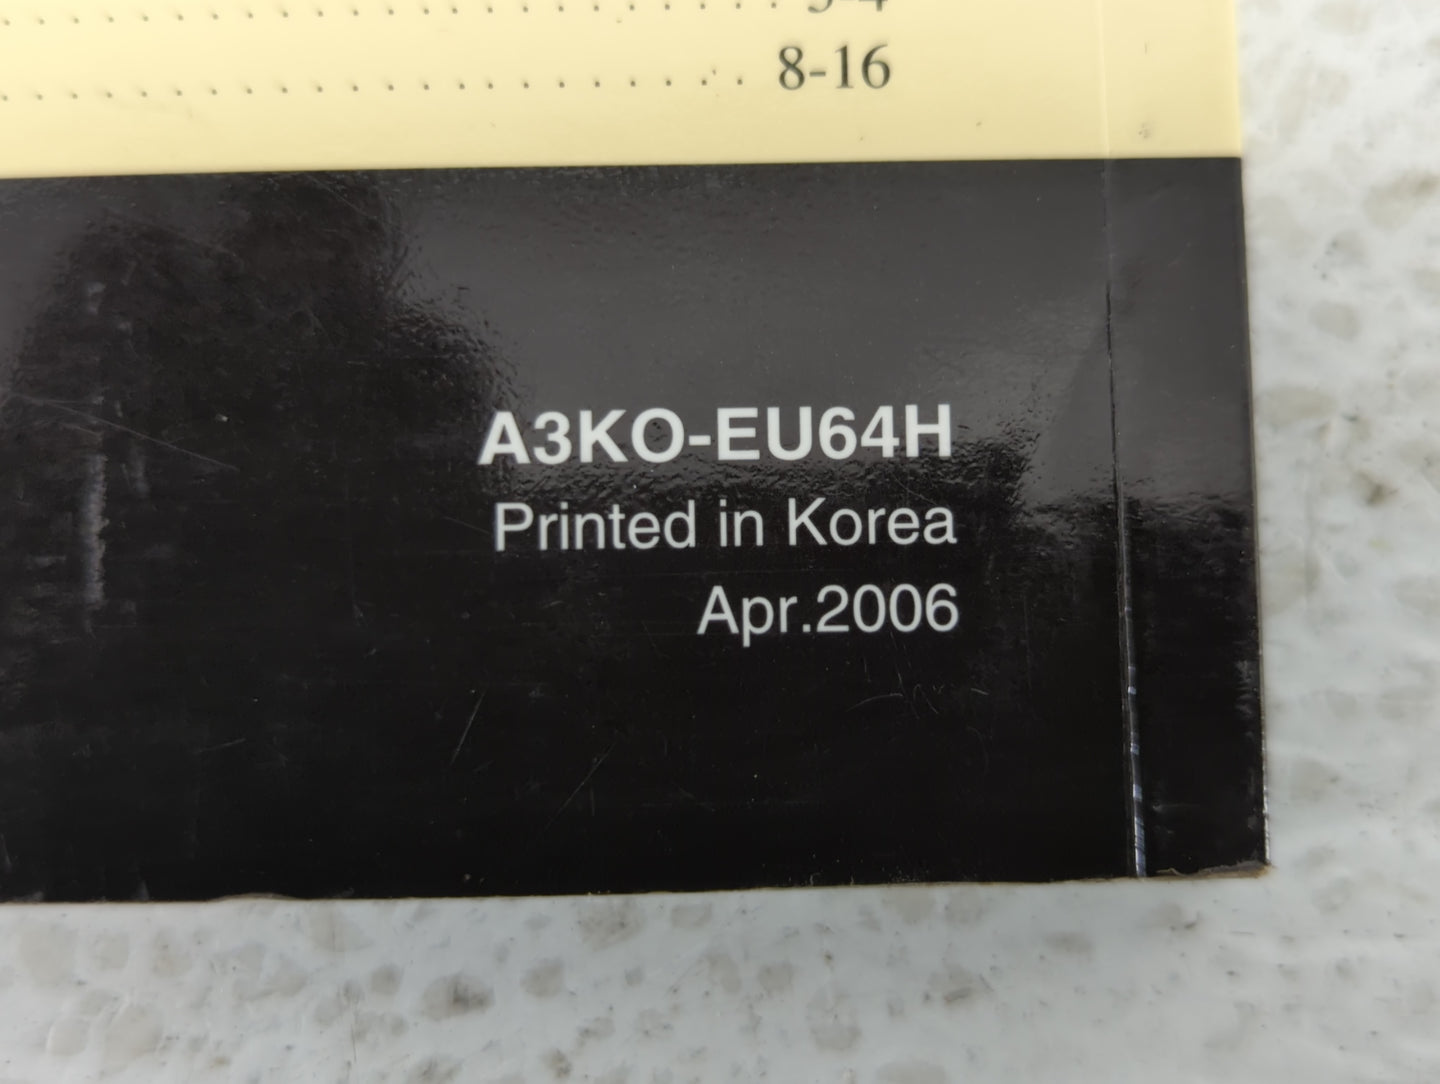 8-16
A3KO-EU64H
Printed in Korea
Apr.2006